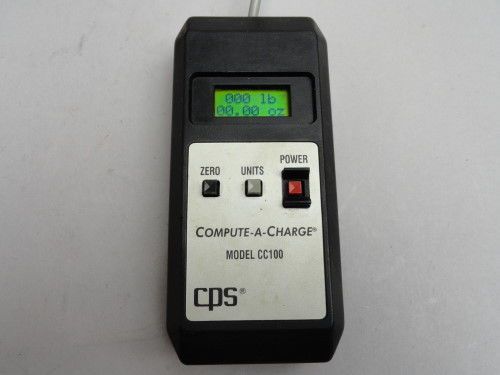 000 lb
00.00 oz
ZERO UNITS POWER
COMPUTE-A-CHARGE®
MODEL CC100
cps®